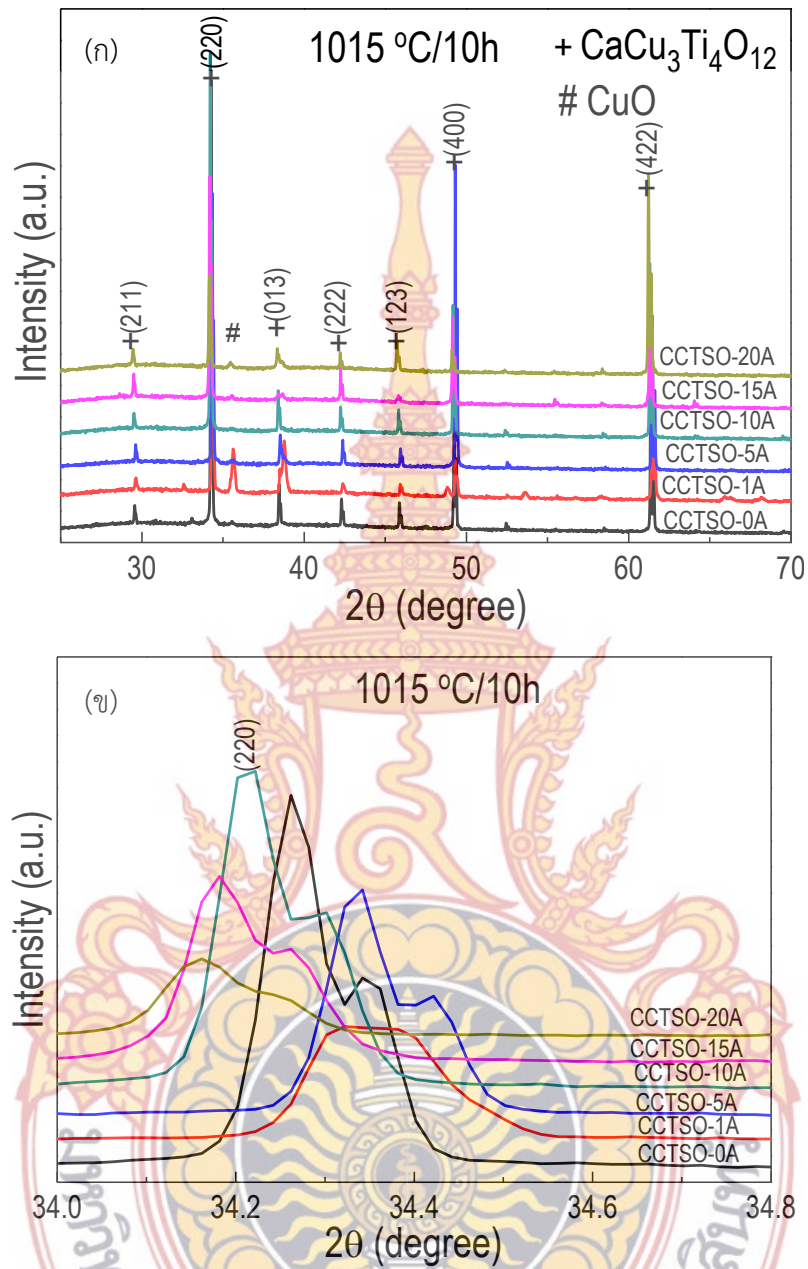 (ก)
1015 ºC/10h
+ CaCu₃Ti₄O₁₂
# CuO
+(211)
+(220)
#
+(013)
+(222)
+(123)
+(400)
+(422)
CCTSO-20A
CCTSO-15A
CCTSO-10A
CCTSO-5A
CCTSO-1A
CCTSO-0A
Intensity (a.u.)
30 40 50 60 70
2θ (degree)
(ข)
1015 ºC/10h
(220)
CCTSO-20A
CCTSO-15A
CCTSO-10A
CCTSO-5A
CCTSO-1A
CCTSO-0A
Intensity (a.u.)
34.0 34.2 34.4 34.6 34.8
2θ (degree)